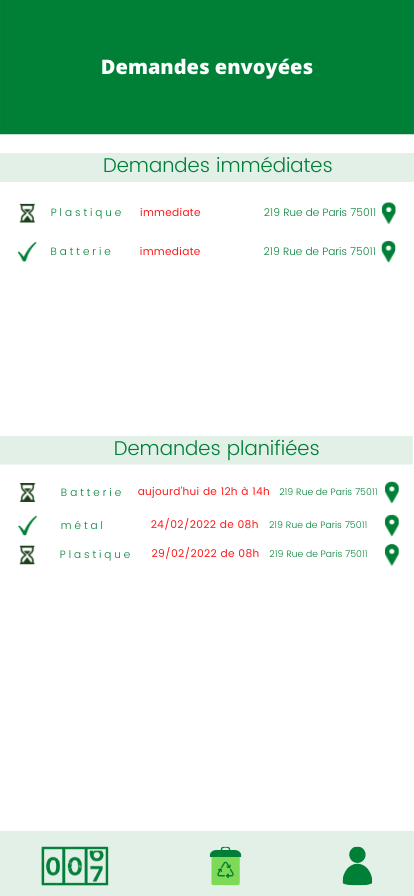 Demandes envoyées
Demandes immédiates
Plastique immediate 219 Rue de Paris 75011
Batterie immediate 219 Rue de Paris 75011
Demandes planifiées
Batterie aujourd'hui de 12h à 14h 219 Rue de Paris 75011
métal 24/02/2022 de 08h 219 Rue de Paris 75011
Plastique 29/02/2022 de 08h 219 Rue de Paris 75011
007